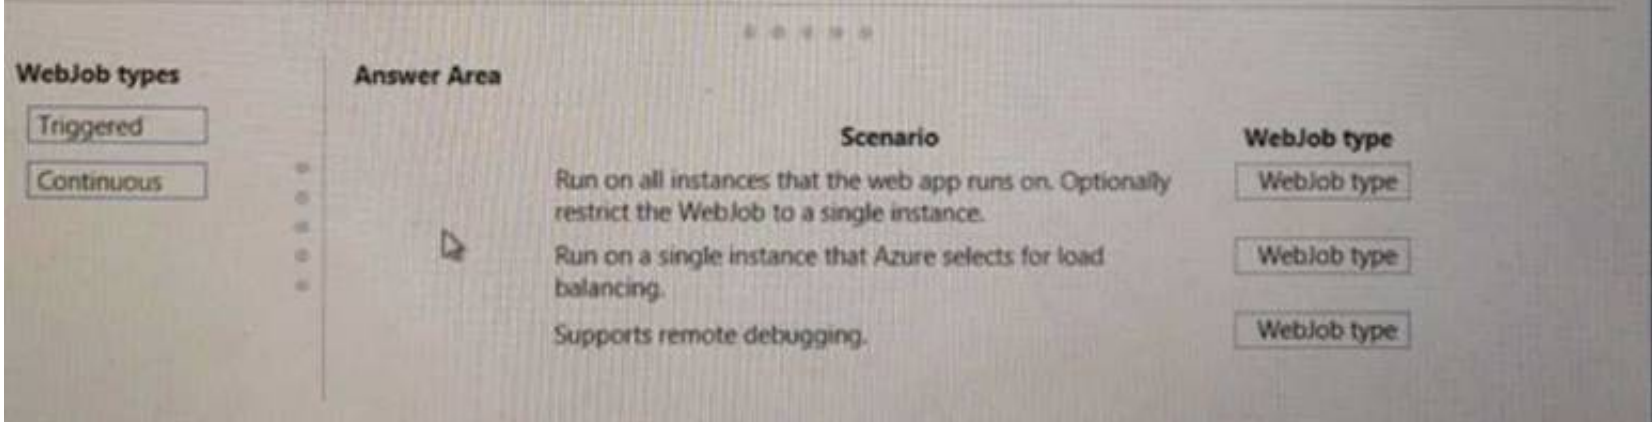 WebJob types
Answer Area
Triggered
Continuous
Scenario
WebJob type
Run on all instances that the web app runs on. Optionally
restrict the WebJob to a single instance.
WebJob type
Run on a single instance that Azure selects for load
balancing.
WebJob type
Supports remote debugging.
WebJob type